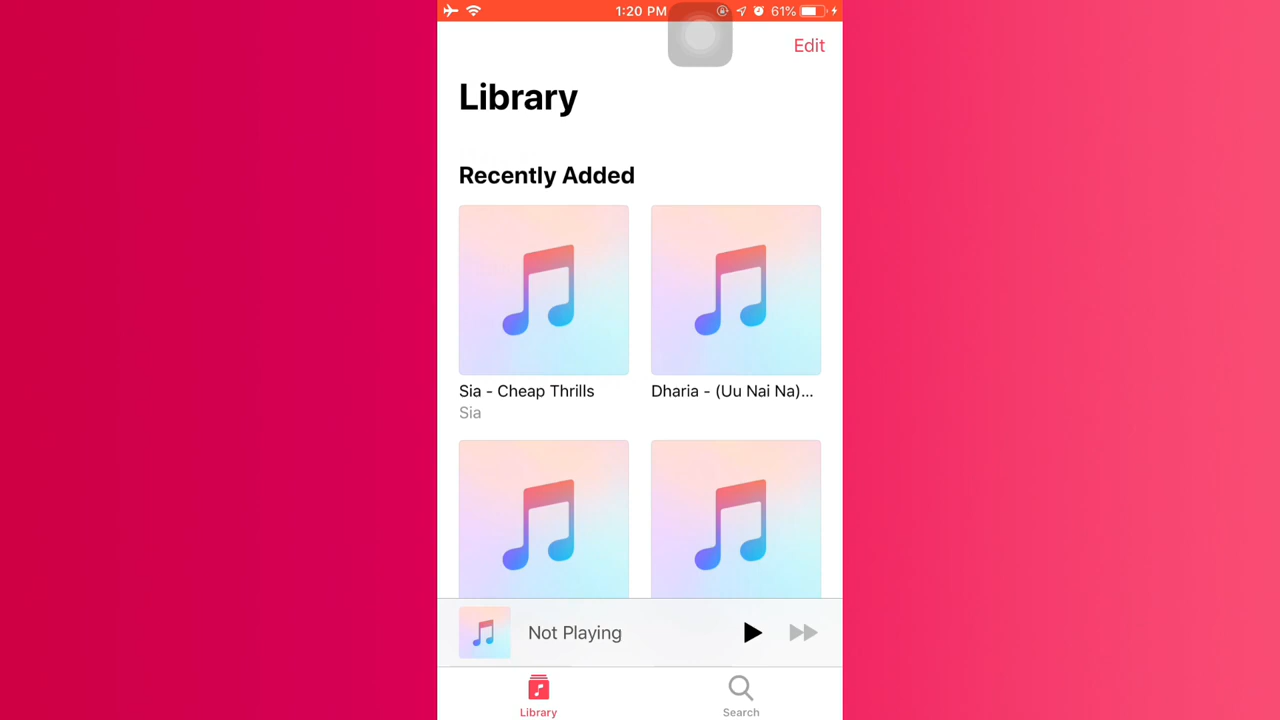 1:20 PM 61%
Edit
Library
Recently Added
Sia - Cheap Thrills
Sia
Dharia - (Uu Nai Na)...
Not Playing
Library
Search